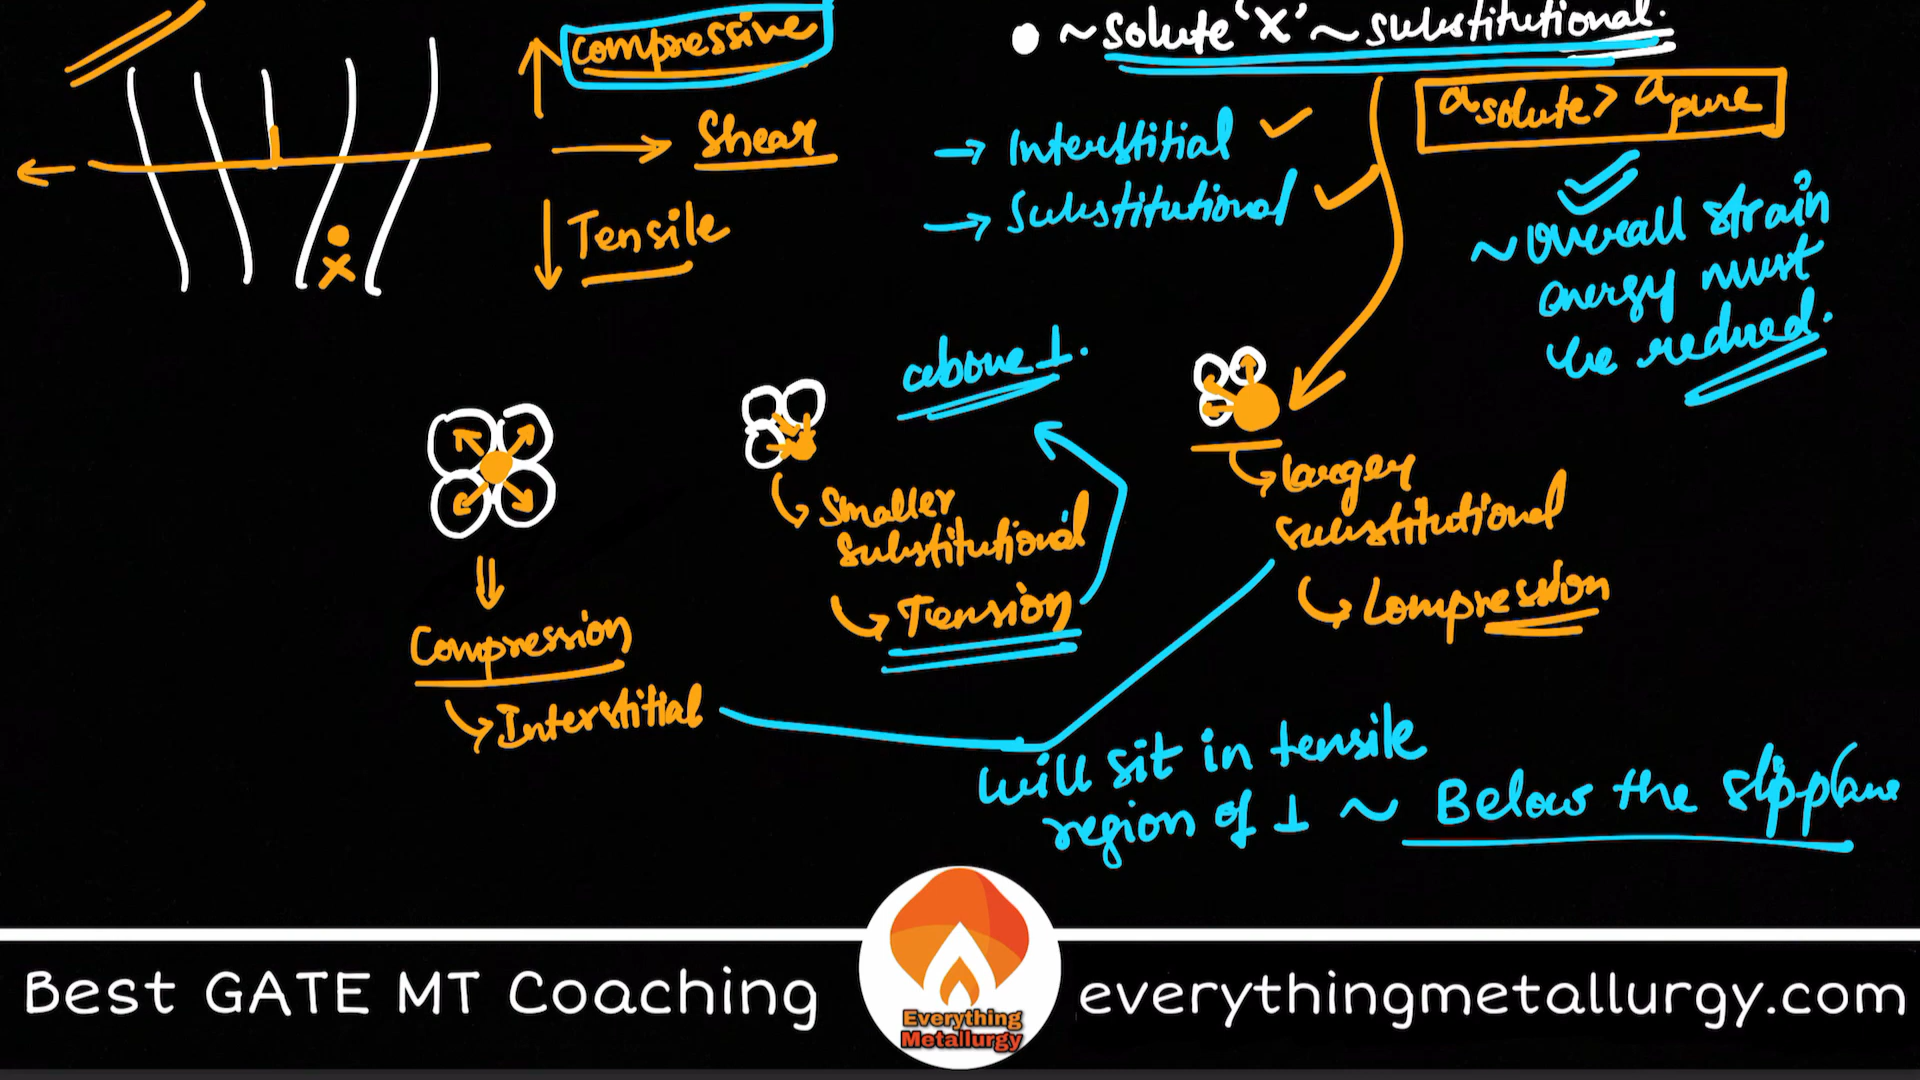 compressive
Shear
Tensile
X
~ Solute 'X' ~ substitutional.
a solute > a pure
→ Interstitial ✓
→ Substitutional ✓
~ Overall strain
energy must
be reduced.
above ⊥.
Smaller
substitutional
Tension
Larger
substitutional
Compression
Compression
Interstitial
will sit in tensile
region of ⊥ ~ Below the slip plane
Best GATE MT Coaching
Everything
Metallurgy
everythingmetallurgy.com